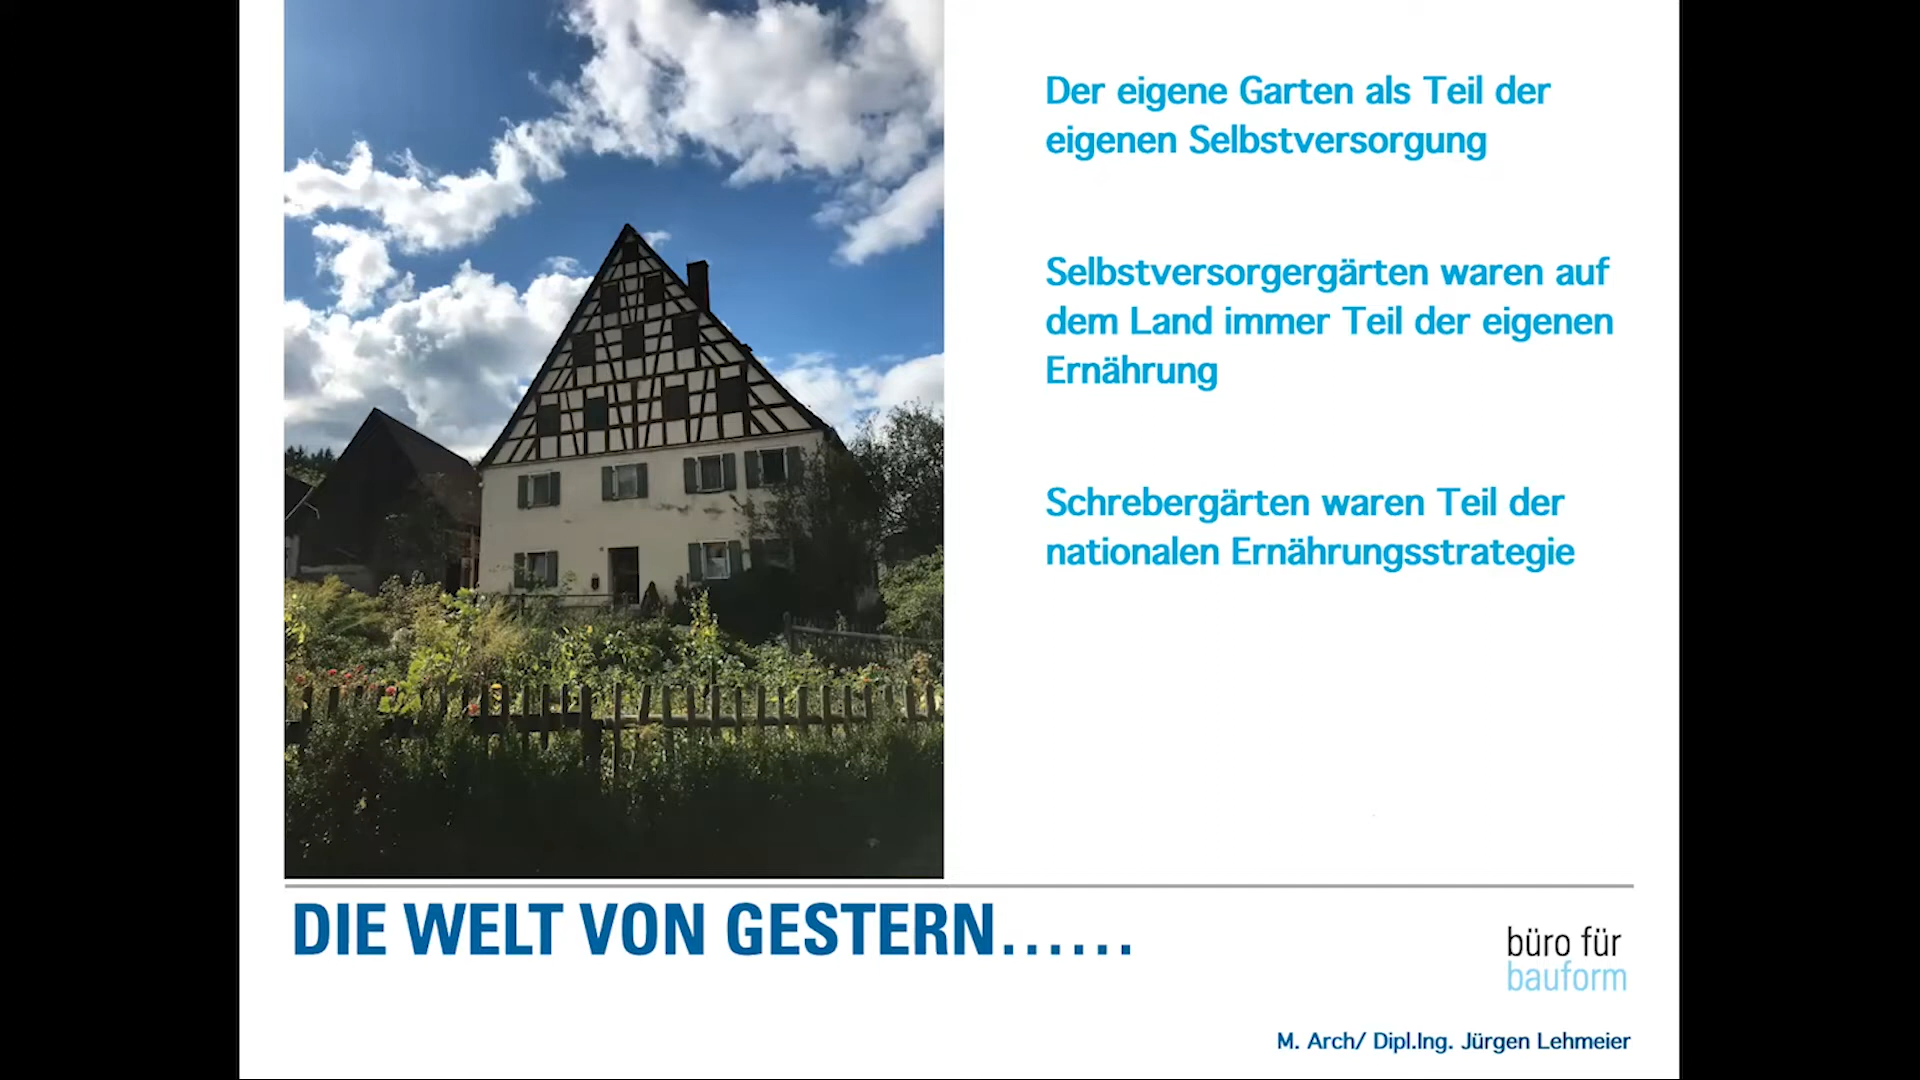 Der eigene Garten als Teil der
eigenen Selbstversorgung
Selbstversorgergärten waren auf
dem Land immer Teil der eigenen
Ernährung
Schrebergärten waren Teil der
nationalen Ernährungsstrategie
DIE WELT VON GESTERN......
büro für
bauform
M. Arch/ Dipl.Ing. Jürgen Lehmeier